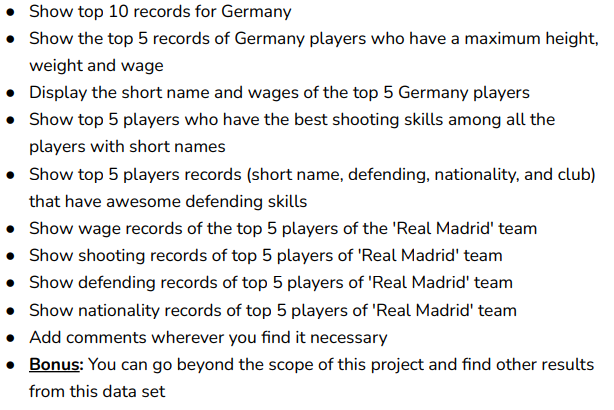 ● Show top 10 records for Germany
● Show the top 5 records of Germany players who have a maximum height,
weight and wage
● Display the short name and wages of the top 5 Germany players
● Show top 5 players who have the best shooting skills among all the
players with short names
● Show top 5 players records (short name, defending, nationality, and club)
that have awesome defending skills
● Show wage records of the top 5 players of the 'Real Madrid' team
● Show shooting records of top 5 players of 'Real Madrid' team
● Show defending records of top 5 players of 'Real Madrid' team
● Show nationality records of top 5 players of 'Real Madrid' team
● Add comments wherever you find it necessary
● Bonus: You can go beyond the scope of this project and find other results
from this data set